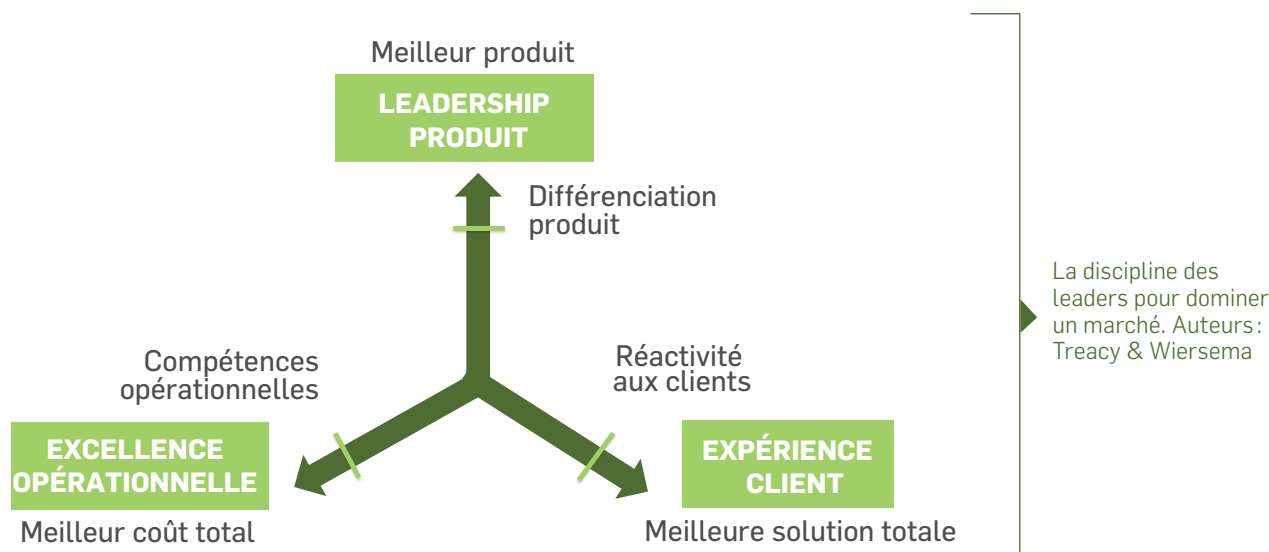 Meilleur produit
LEADERSHIP
PRODUIT
Différenciation
produit
Compétences
opérationnelles
Réactivité
aux clients
EXCELLENCE
OPÉRATIONNELLE
Meilleur coût total
EXPÉRIENCE
CLIENT
Meilleure solution totale
La discipline des
leaders pour dominer
un marché. Auteurs :
Treacy & Wiersema